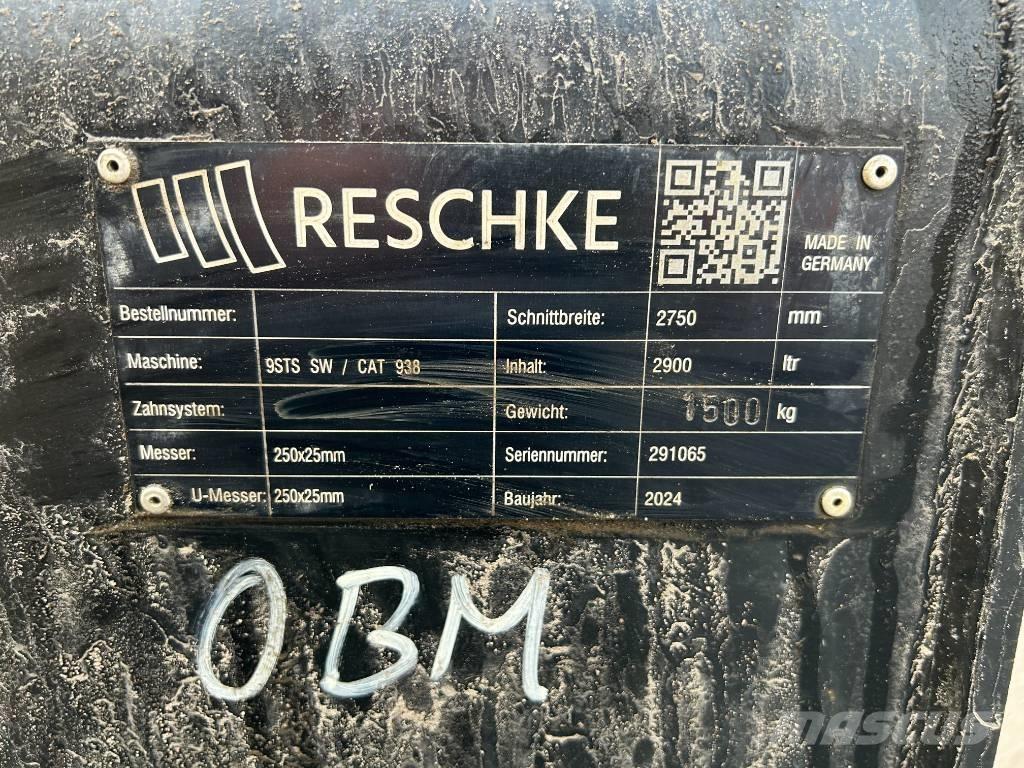 RESCHKE
MADE IN
GERMANY
Bestellnummer: Schnittbreite: 2750 mm
Maschine: 9STS SW / CAT 938 Inhalt: 2900 ltr
Zahnsystem: Gewicht: 1500 kg
Messer: 250x25mm Seriennummer: 291065
U-Messer: 250x25mm Baujahr: 2024
OBM
MASCUS